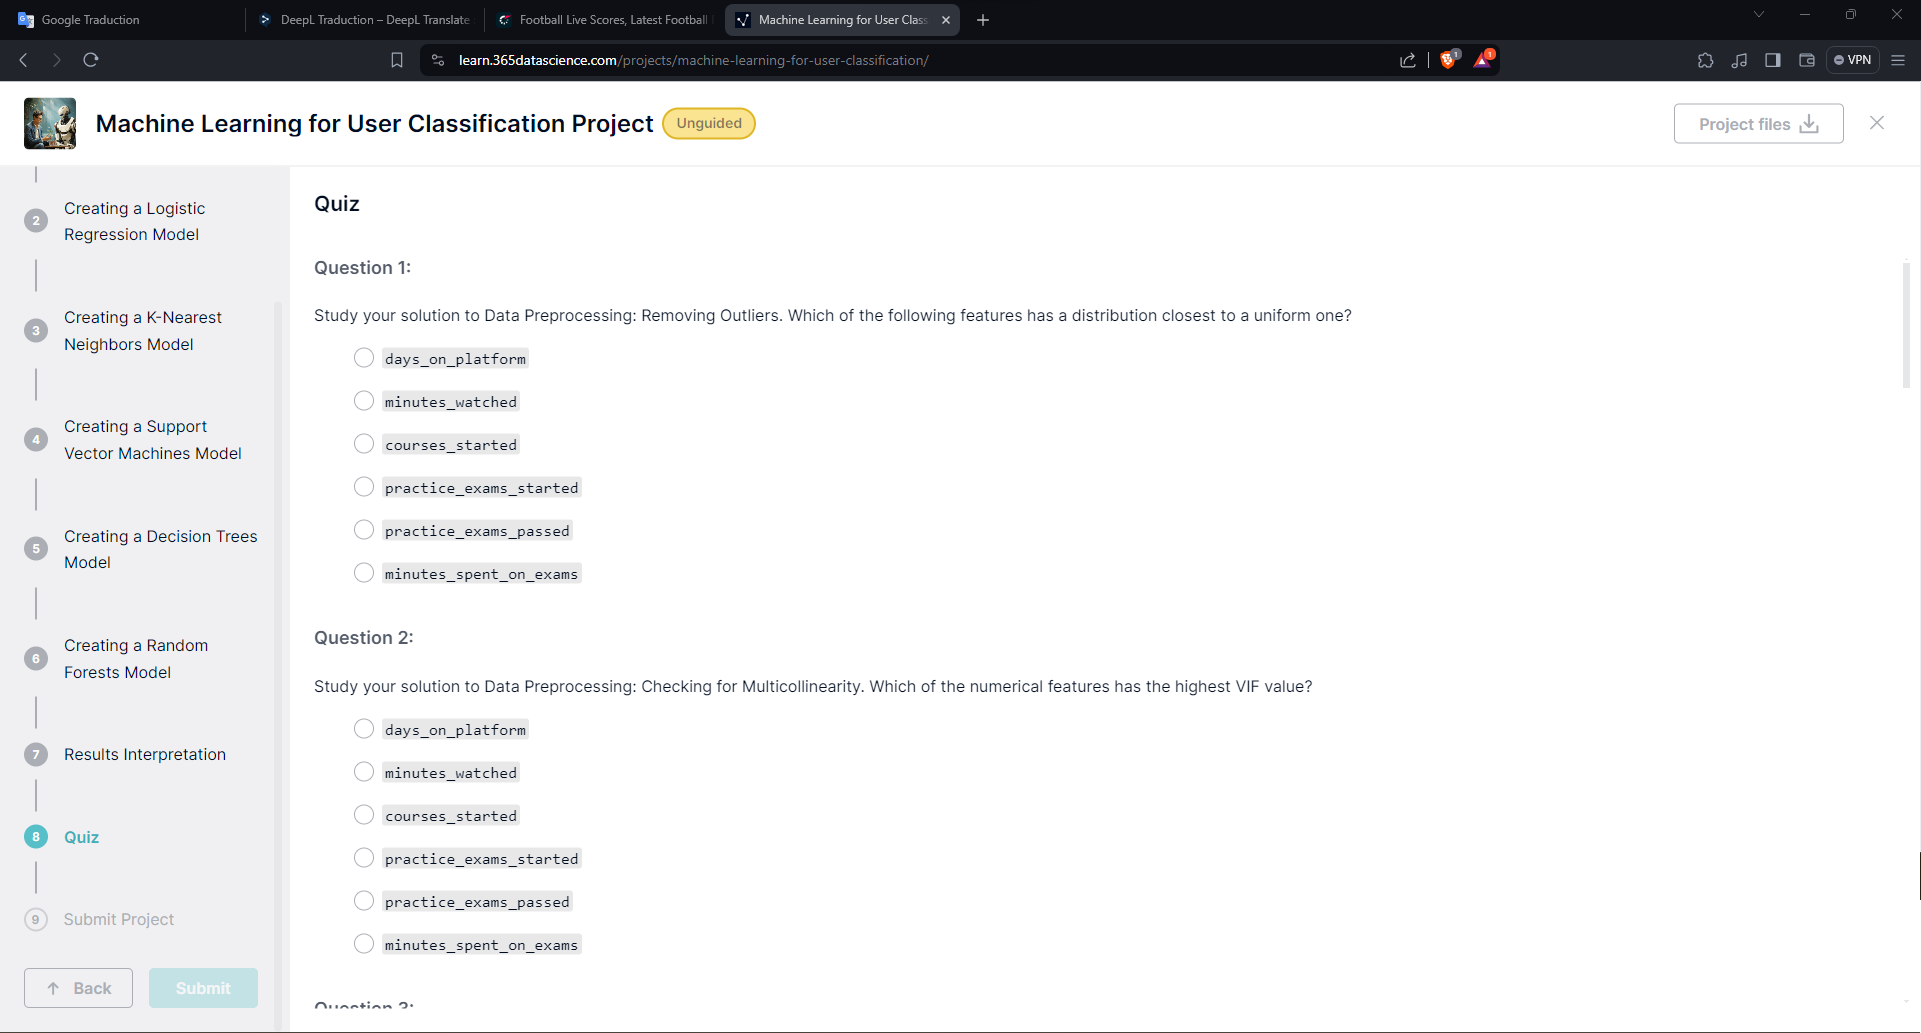 Google Traduction
DeepL Traduction – DeepL Translate
Football Live Scores, Latest Football
Machine Learning for User Class
learn.365datascience.com/projects/machine-learning-for-user-classification/
1
1
VPN
Machine Learning for User Classification Project
Unguided
Project files
2
Creating a Logistic
Regression Model
3
Creating a K-Nearest
Neighbors Model
4
Creating a Support
Vector Machines Model
5
Creating a Decision Trees
Model
6
Creating a Random
Forests Model
7
Results Interpretation
8
Quiz
9
Submit Project
Back
Submit
Quiz
Question 1:
Study your solution to Data Preprocessing: Removing Outliers. Which of the following features has a distribution closest to a uniform one?
days_on_platform
minutes_watched
courses_started
practice_exams_started
practice_exams_passed
minutes_spent_on_exams
Question 2:
Study your solution to Data Preprocessing: Checking for Multicollinearity. Which of the numerical features has the highest VIF value?
days_on_platform
minutes_watched
courses_started
practice_exams_started
practice_exams_passed
minutes_spent_on_exams
Question 3: